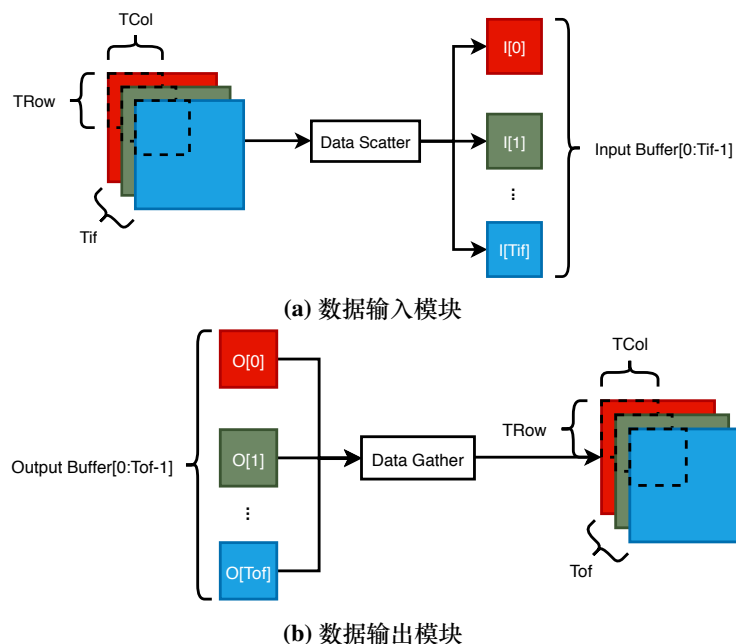 TCol
TRow
Tif
Data Scatter
I[0]
I[1]
...
I[Tif]
Input Buffer[0:Tif-1]
(a) 数据输入模块
Output Buffer[0:Tof-1]
O[0]
O[1]
...
O[Tof]
Data Gather
TCol
TRow
Tof
(b) 数据输出模块